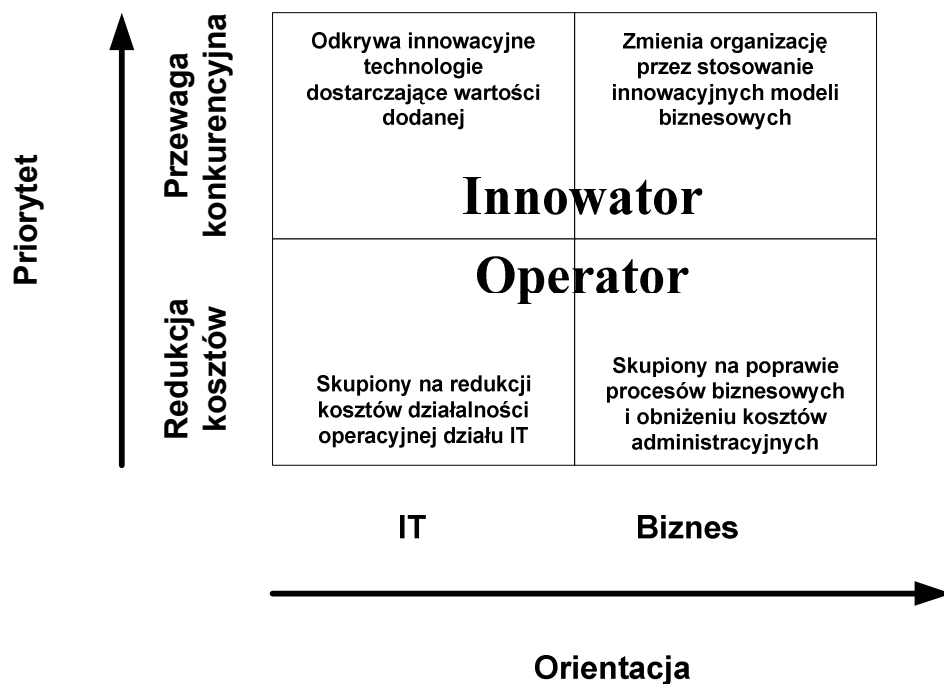 Priorytet
Przewaga
konkurencyjna
Redukcja
kosztów
Odkrywa innowacyjne
technologie
dostarczające wartości
dodanej
Zmienia organizację
przez stosowanie
innowacyjnych modeli
biznesowych
Innowator
Operator
Skupiony na redukcji
kosztów działalności
operacyjnej działu IT
Skupiony na poprawie
procesów biznesowych
i obniżeniu kosztów
administracyjnych
IT
Biznes
Orientacja